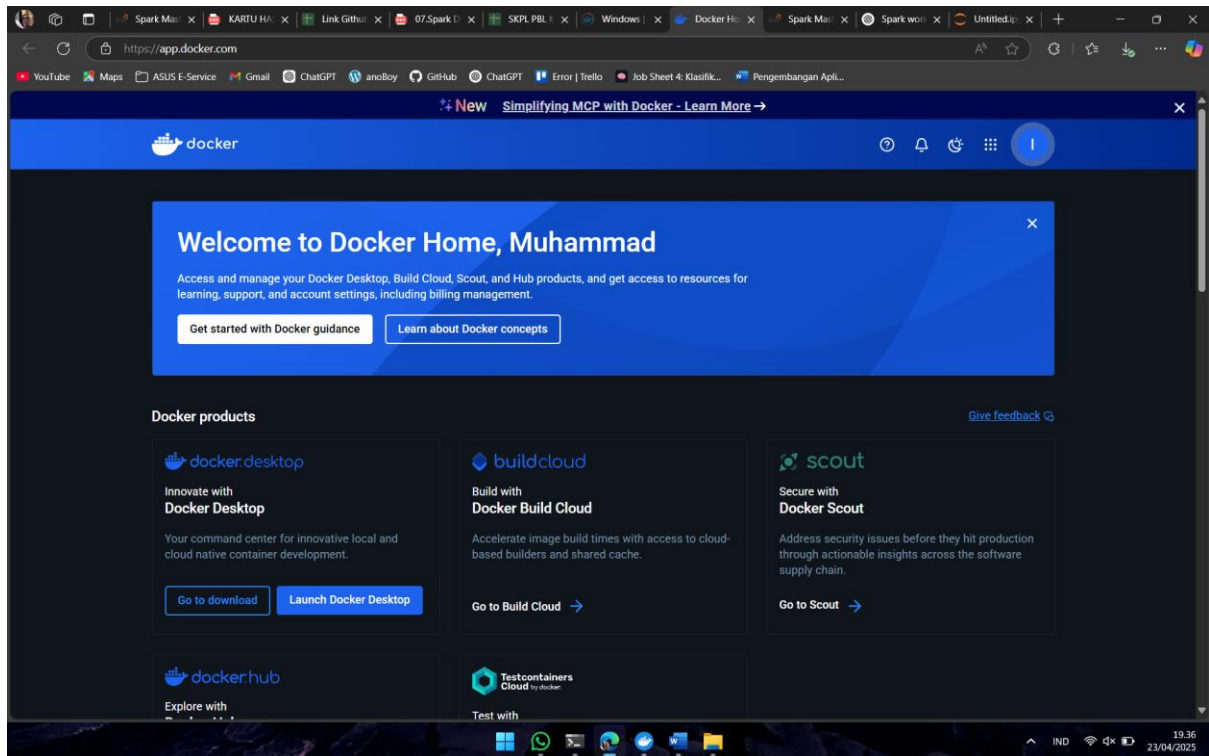 Spark Mas
KARTU HA
Link Githu
07.Spark D
SKPL PBL
Windows
Docker Ho
Spark Mas
Spark wor
Untitled.ip
https://app.docker.com
YouTube
Maps
ASUS E-Service
Gmail
ChatGPT
anoBoy
GitHub
ChatGPT
Error | Trello
Job Sheet 4: Klasifik...
Pengembangan Apli...
New Simplifying MCP with Docker - Learn More →
docker
I
Welcome to Docker Home, Muhammad
Access and manage your Docker Desktop, Build Cloud, Scout, and Hub products, and get access to resources for
learning, support, and account settings, including billing management.
Get started with Docker guidance
Learn about Docker concepts
Docker products
Give feedback
docker.desktop
Innovate with
Docker Desktop
Your command center for innovative local and
cloud native container development.
Go to download
Launch Docker Desktop
buildcloud
Build with
Docker Build Cloud
Accelerate image build times with access to cloud-
based builders and shared cache.
Go to Build Cloud →
scout
Secure with
Docker Scout
Address security issues before they hit production
through actionable insights across the software
supply chain.
Go to Scout →
docker.hub
Explore with
Testcontainers
Cloud by docker
Test with
IND
19.36
23/04/2025